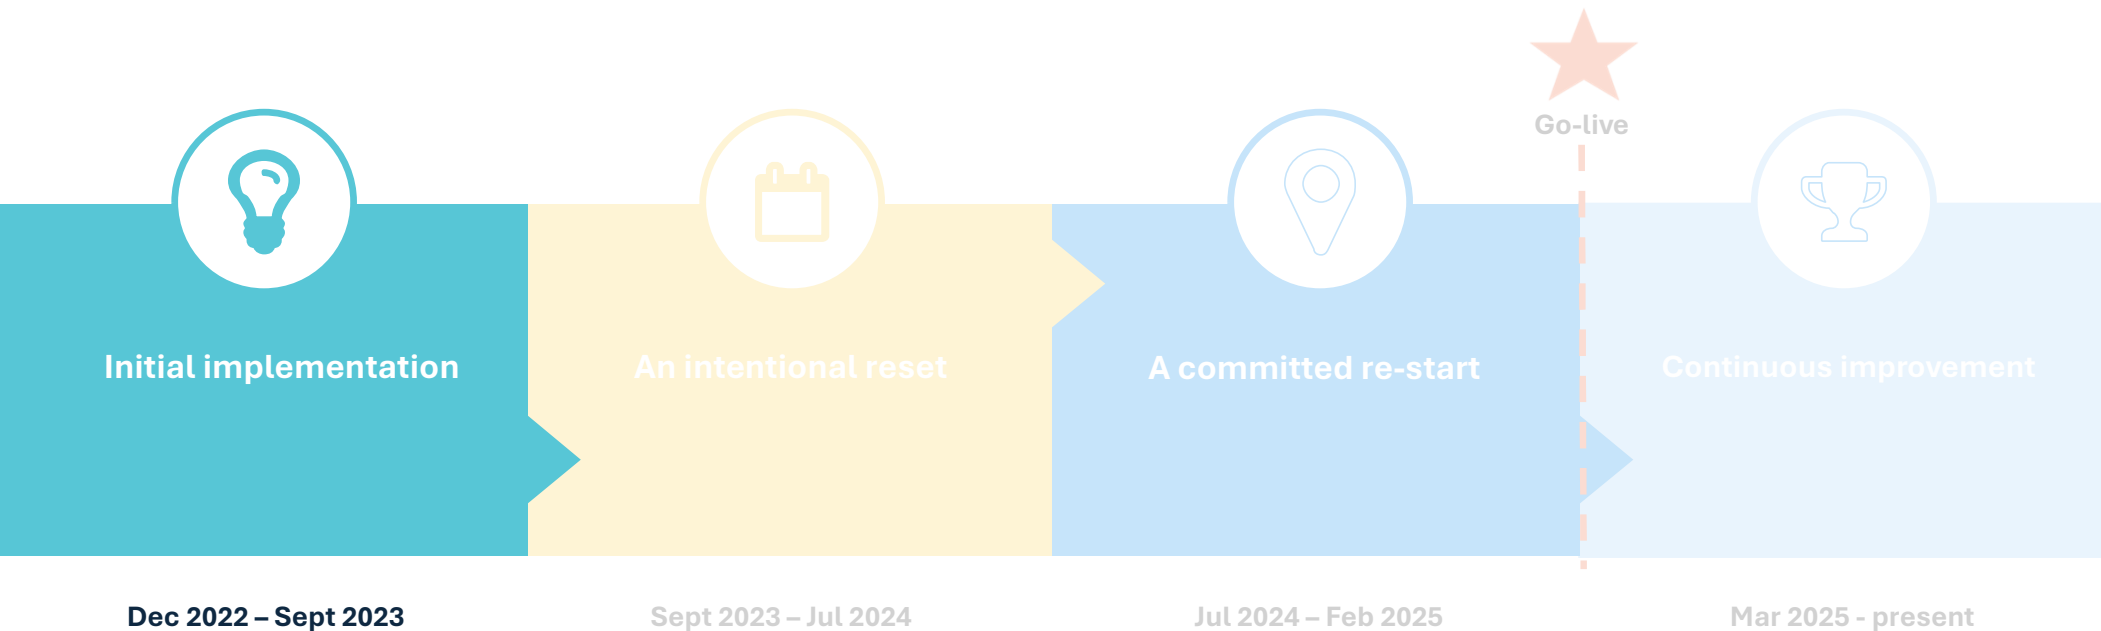 Go-live
Initial implementation
An intentional reset
A committed re-start
Continuous improvement
Dec 2022 – Sept 2023
Sept 2023 – Jul 2024
Jul 2024 – Feb 2025
Mar 2025 - present